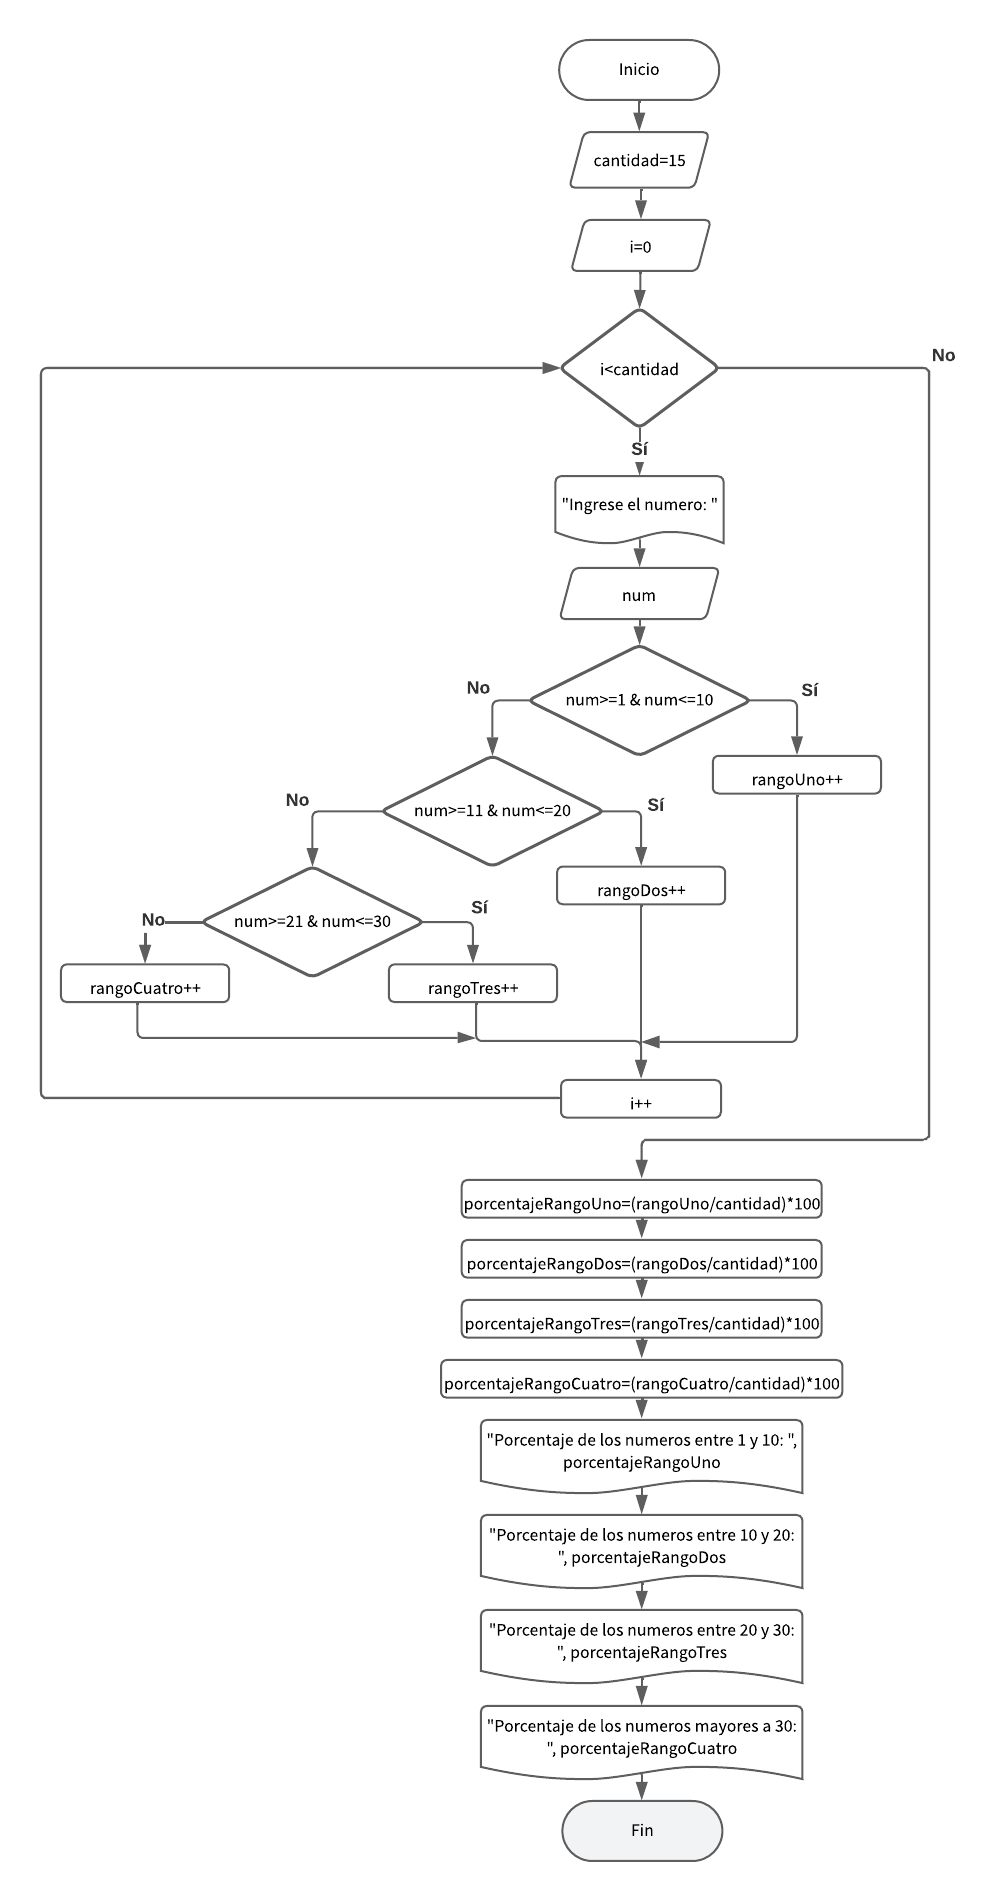 Inicio
cantidad=15
i=0
i<cantidad
No
Sí
"Ingrese el numero: "
num
num>=1 & num<=10
No
Sí
rangoUno++
num>=11 & num<=20
No
Sí
rangoDos++
num>=21 & num<=30
No
Sí
rangoCuatro++
rangoTres++
i++
porcentajeRangoUno=(rangoUno/cantidad)*100
porcentajeRangoDos=(rangoDos/cantidad)*100
porcentajeRangoTres=(rangoTres/cantidad)*100
porcentajeRangoCuatro=(rangoCuatro/cantidad)*100
"Porcentaje de los numeros entre 1 y 10: ",
porcentajeRangoUno
"Porcentaje de los numeros entre 10 y 20:
", porcentajeRangoDos
"Porcentaje de los numeros entre 20 y 30:
", porcentajeRangoTres
"Porcentaje de los numeros mayores a 30:
", porcentajeRangoCuatro
Fin